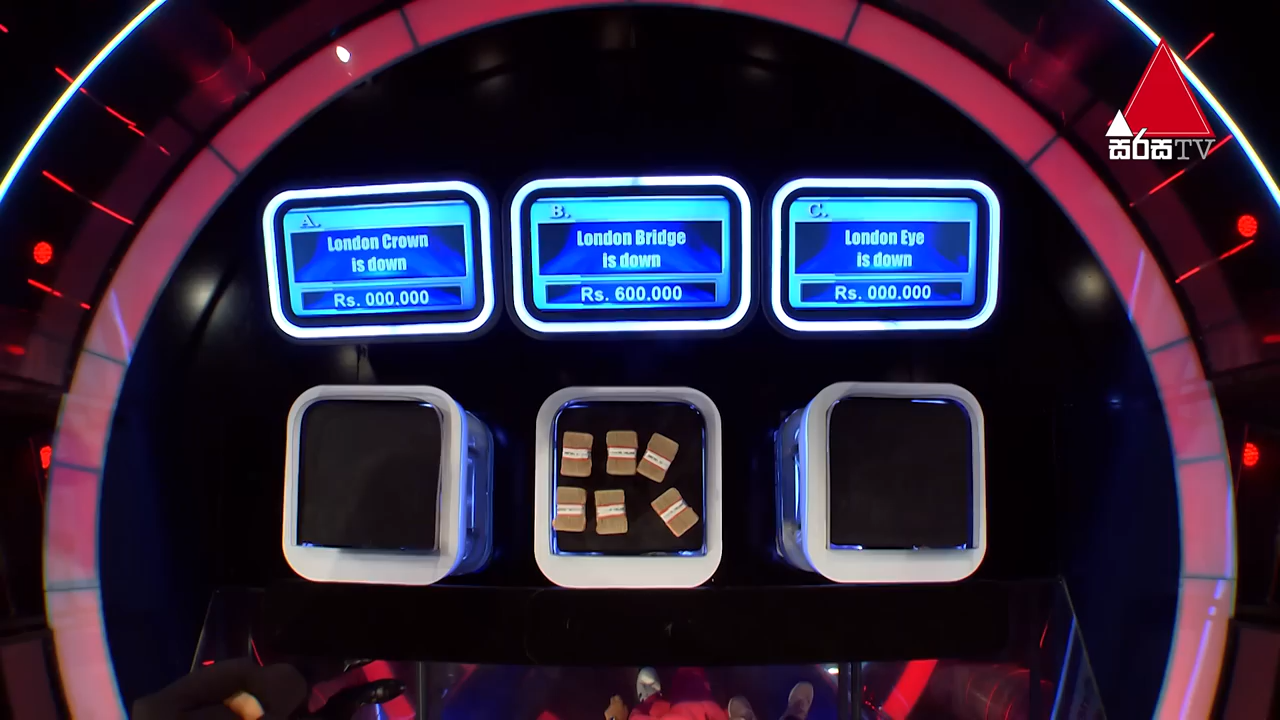 සිරස TV
A.
London Crown
is down
Rs. 000.000
B.
London Bridge
is down
Rs. 600.000
C.
London Eye
is down
Rs. 000.000